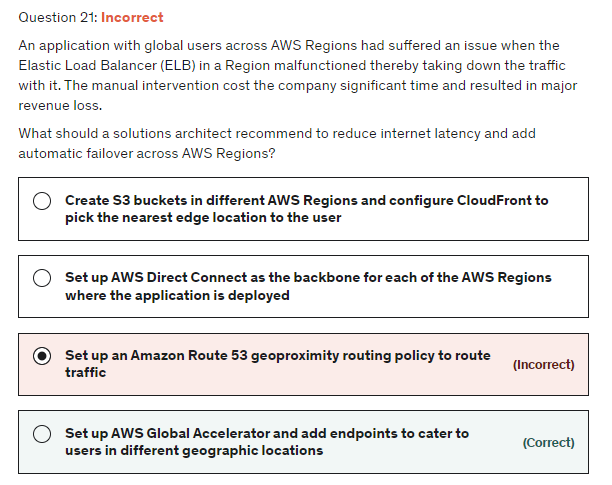 Question 21: Incorrect
An application with global users across AWS Regions had suffered an issue when the
Elastic Load Balancer (ELB) in a Region malfunctioned thereby taking down the traffic
with it. The manual intervention cost the company significant time and resulted in major
revenue loss.
What should a solutions architect recommend to reduce internet latency and add
automatic failover across AWS Regions?
Create S3 buckets in different AWS Regions and configure CloudFront to
pick the nearest edge location to the user
Set up AWS Direct Connect as the backbone for each of the AWS Regions
where the application is deployed
Set up an Amazon Route 53 geoproximity routing policy to route
traffic
(Incorrect)
Set up AWS Global Accelerator and add endpoints to cater to
users in different geographic locations
(Correct)